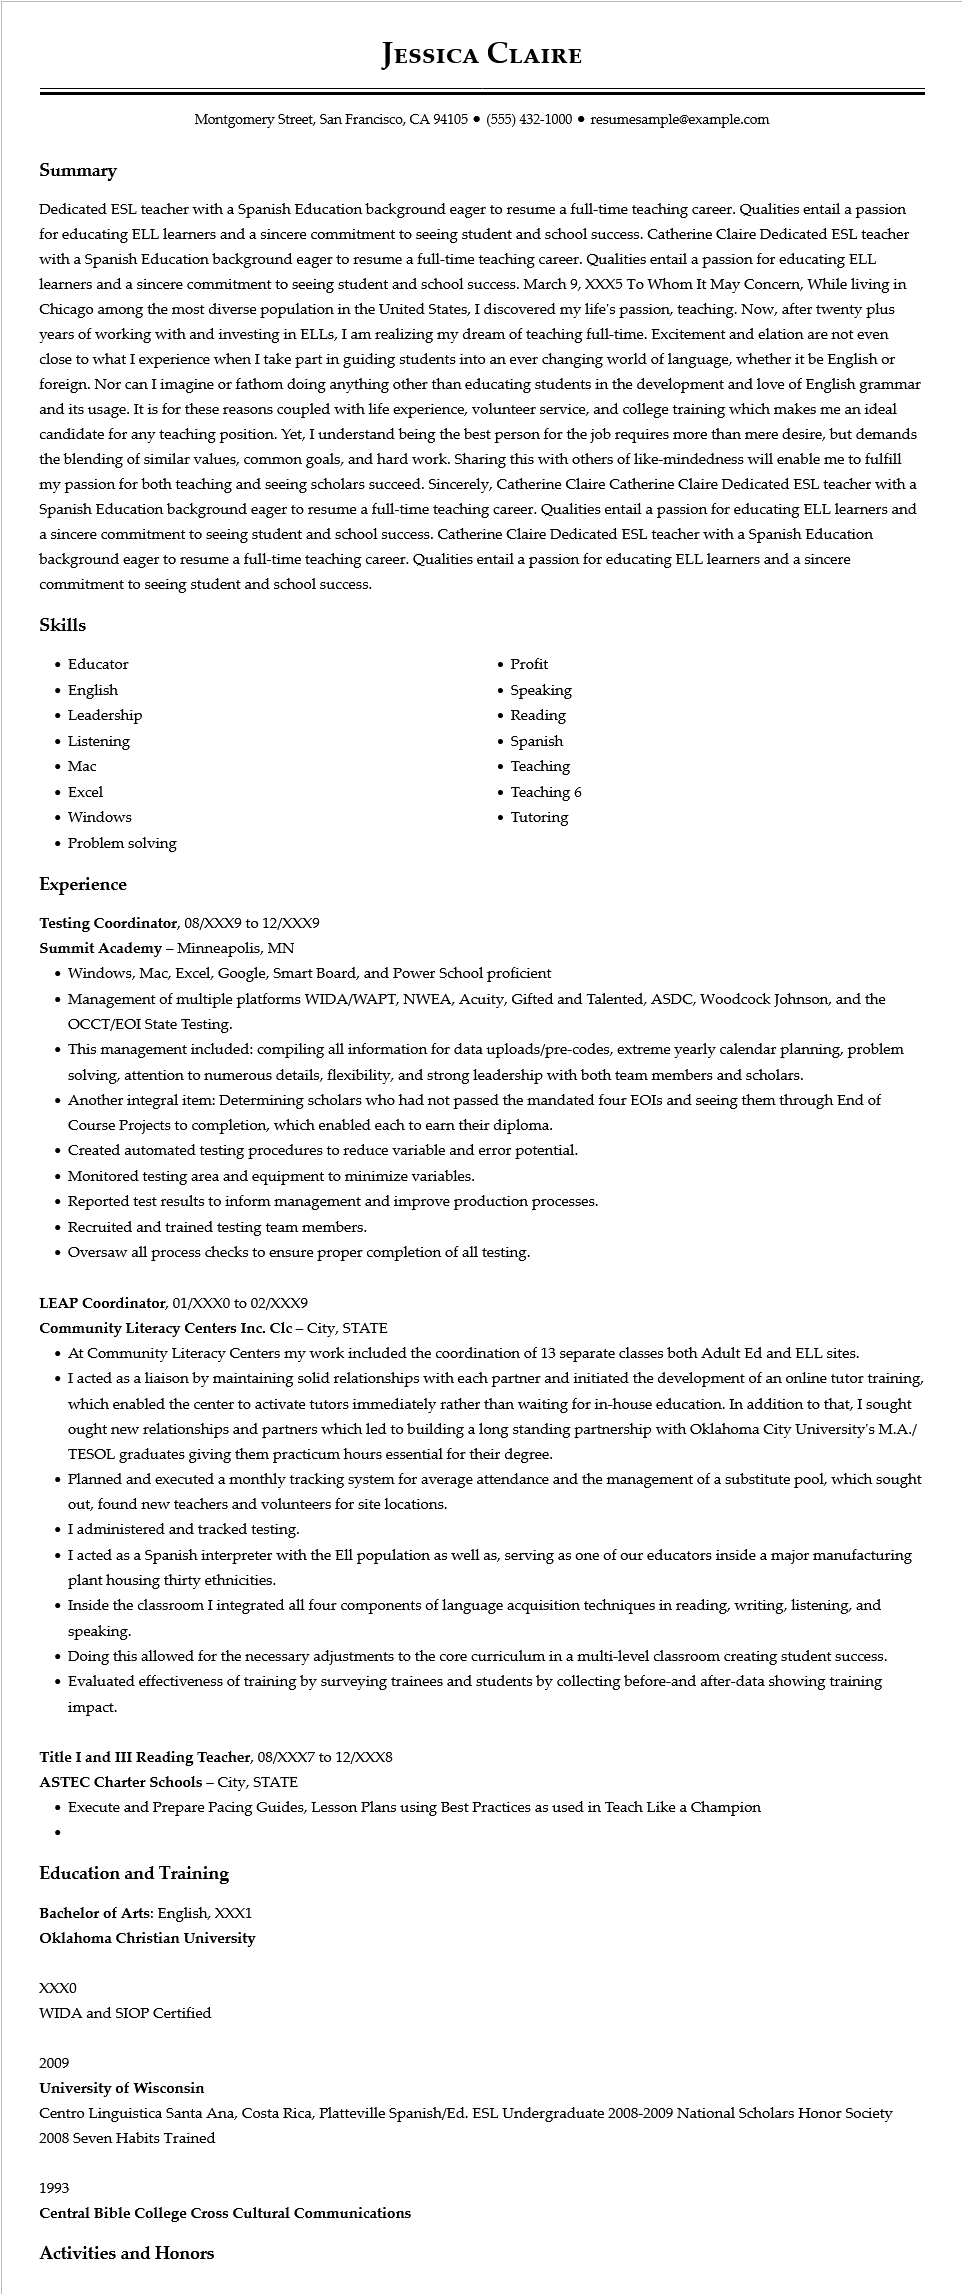 Jessica Claire
Montgomery Street, San Francisco, CA 94105 ● (555) 432-1000 ● resumesample@example.com
Summary
Dedicated ESL teacher with a Spanish Education background eager to resume a full-time teaching career. Qualities entail a passion
for educating ELL learners and a sincere commitment to seeing student and school success. Catherine Claire Dedicated ESL teacher
with a Spanish Education background eager to resume a full-time teaching career. Qualities entail a passion for educating ELL
learners and a sincere commitment to seeing student and school success. March 9, XXX5 To Whom It May Concern, While living in
Chicago among the most diverse population in the United States, I discovered my life's passion, teaching. Now, after twenty plus
years of working with and investing in ELLs, I am realizing my dream of teaching full-time. Excitement and elation are not even
close to what I experience when I take part in guiding students into an ever changing world of language, whether it be English or
foreign. Nor can I imagine or fathom doing anything other than educating students in the development and love of English grammar
and its usage. It is for these reasons coupled with life experience, volunteer service, and college training which makes me an ideal
candidate for any teaching position. Yet, I understand being the best person for the job requires more than mere desire, but demands
the blending of similar values, common goals, and hard work. Sharing this with others of like-mindedness will enable me to fulfill
my passion for both teaching and seeing scholars succeed. Sincerely, Catherine Claire Catherine Claire Dedicated ESL teacher with a
Spanish Education background eager to resume a full-time teaching career. Qualities entail a passion for educating ELL learners and
a sincere commitment to seeing student and school success. Catherine Claire Dedicated ESL teacher with a Spanish Education
background eager to resume a full-time teaching career. Qualities entail a passion for educating ELL learners and a sincere
commitment to seeing student and school success.
Skills
• Educator
• English
• Leadership
• Listening
• Mac
• Excel
• Windows
• Problem solving
• Profit
• Speaking
• Reading
• Spanish
• Teaching
• Teaching 6
• Tutoring
Experience
Testing Coordinator, 08/XXX9 to 12/XXX9
Summit Academy – Minneapolis, MN
• Windows, Mac, Excel, Google, Smart Board, and Power School proficient
• Management of multiple platforms WIDA/WAPT, NWEA, Acuity, Gifted and Talented, ASDC, Woodcock Johnson, and the
OCCT/EOI State Testing.
• This management included: compiling all information for data uploads/pre-codes, extreme yearly calendar planning, problem
solving, attention to numerous details, flexibility, and strong leadership with both team members and scholars.
• Another integral item: Determining scholars who had not passed the mandated four EOIs and seeing them through End of
Course Projects to completion, which enabled each to earn their diploma.
• Created automated testing procedures to reduce variable and error potential.
• Monitored testing area and equipment to minimize variables.
• Reported test results to inform management and improve production processes.
• Recruited and trained testing team members.
• Oversaw all process checks to ensure proper completion of all testing.
LEAP Coordinator, 01/XXX0 to 02/XXX9
Community Literacy Centers Inc. Clc – City, STATE
• At Community Literacy Centers my work included the coordination of 13 separate classes both Adult Ed and ELL sites.
• I acted as a liaison by maintaining solid relationships with each partner and initiated the development of an online tutor training,
which enabled the center to activate tutors immediately rather than waiting for in-house education. In addition to that, I sought
ought new relationships and partners which led to building a long standing partnership with Oklahoma City University's M.A./
TESOL graduates giving them practicum hours essential for their degree.
• Planned and executed a monthly tracking system for average attendance and the management of a substitute pool, which sought
out, found new teachers and volunteers for site locations.
• I administered and tracked testing.
• I acted as a Spanish interpreter with the Ell population as well as, serving as one of our educators inside a major manufacturing
plant housing thirty ethnicities.
• Inside the classroom I integrated all four components of language acquisition techniques in reading, writing, listening, and
speaking.
• Doing this allowed for the necessary adjustments to the core curriculum in a multi-level classroom creating student success.
• Evaluated effectiveness of training by surveying trainees and students by collecting before-and after-data showing training
impact.
Title I and III Reading Teacher, 08/XXX7 to 12/XXX8
ASTEC Charter Schools – City, STATE
• Execute and Prepare Pacing Guides, Lesson Plans using Best Practices as used in Teach Like a Champion
•
Education and Training
Bachelor of Arts: English, XXX1
Oklahoma Christian University
XXX0
WIDA and SIOP Certified
2009
University of Wisconsin
Centro Linguistica Santa Ana, Costa Rica, Platteville Spanish/Ed. ESL Undergraduate 2008-2009 National Scholars Honor Society
2008 Seven Habits Trained
1993
Central Bible College Cross Cultural Communications
Activities and Honors